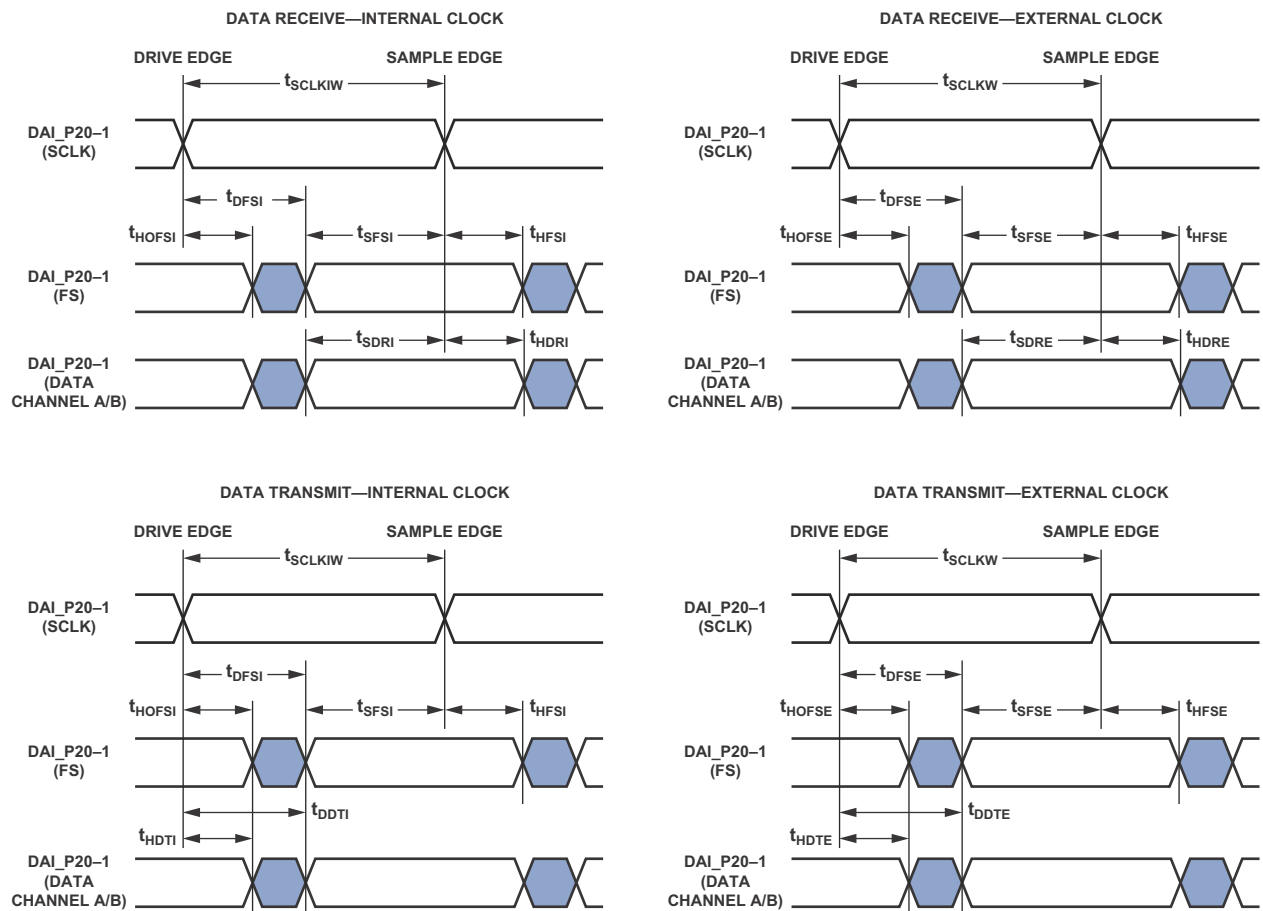 DATA RECEIVE—INTERNAL CLOCK
DRIVE EDGE
SAMPLE EDGE
tSCLKIW
DAI_P20–1
(SCLK)
tDFSI
tHOFSI
tSFSI
tHFSI
DAI_P20–1
(FS)
tSDRI
tHDRI
DAI_P20–1
(DATA
CHANNEL A/B)
DATA RECEIVE—EXTERNAL CLOCK
DRIVE EDGE
SAMPLE EDGE
tSCLKW
DAI_P20–1
(SCLK)
tDFSE
tHOFSE
tSFSE
tHFSE
DAI_P20–1
(FS)
tSDRE
tHDRE
DAI_P20–1
(DATA
CHANNEL A/B)
DATA TRANSMIT—INTERNAL CLOCK
DRIVE EDGE
SAMPLE EDGE
tSCLKIW
DAI_P20–1
(SCLK)
tDFSI
tHOFSI
tSFSI
tHFSI
DAI_P20–1
(FS)
tDDTI
tHDTI
DAI_P20–1
(DATA
CHANNEL A/B)
DATA TRANSMIT—EXTERNAL CLOCK
DRIVE EDGE
SAMPLE EDGE
tSCLKW
DAI_P20–1
(SCLK)
tDFSE
tHOFSE
tSFSE
tHFSE
DAI_P20–1
(FS)
tDDTE
tHDTE
DAI_P20–1
(DATA
CHANNEL A/B)